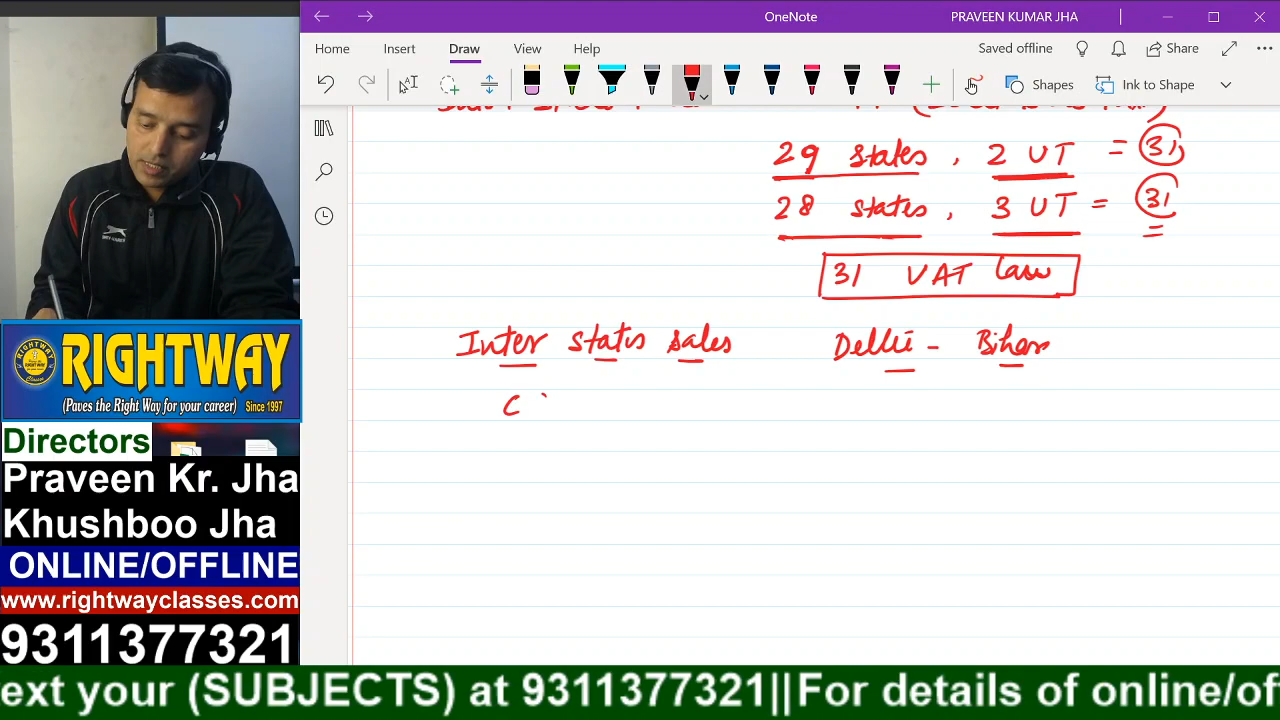 OneNote
PRAVEEN KUMAR JHA
Home Insert Draw View Help
Saved offline
Share
Shapes
Ink to Shape
29 states , 2 UT = 31
28 states , 3 UT = 31
31 VAT Law
Inter status sales Delhi - Bihar
C
RIGHTWAY
(Paves the Right Way for your career) Since 1997
Directors
Praveen Kr. Jha
Khushboo Jha
ONLINE/OFFLINE
www.rightwayclasses.com
9311377321
ext your (SUBJECTS) at 9311377321||For details of online/of